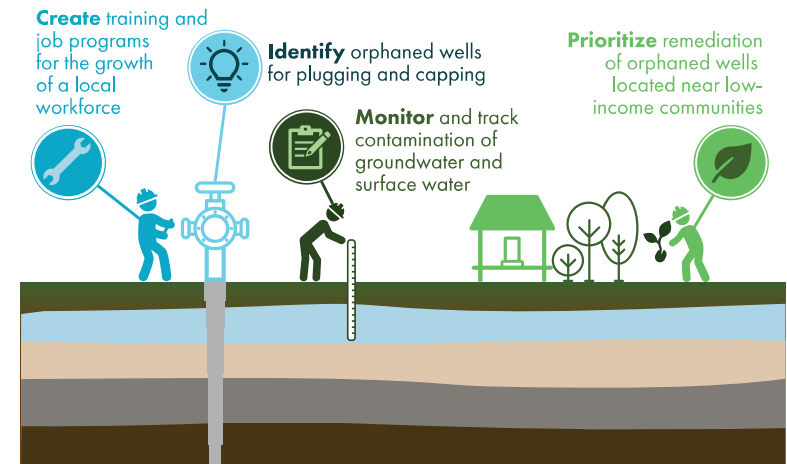 Create training and
job programs
for the growth
of a local
workforce
Identify orphaned wells
for plugging and capping
Monitor and track
contamination of
groundwater and
surface water
Prioritize remediation
of orphaned wells
located near low-
income communities